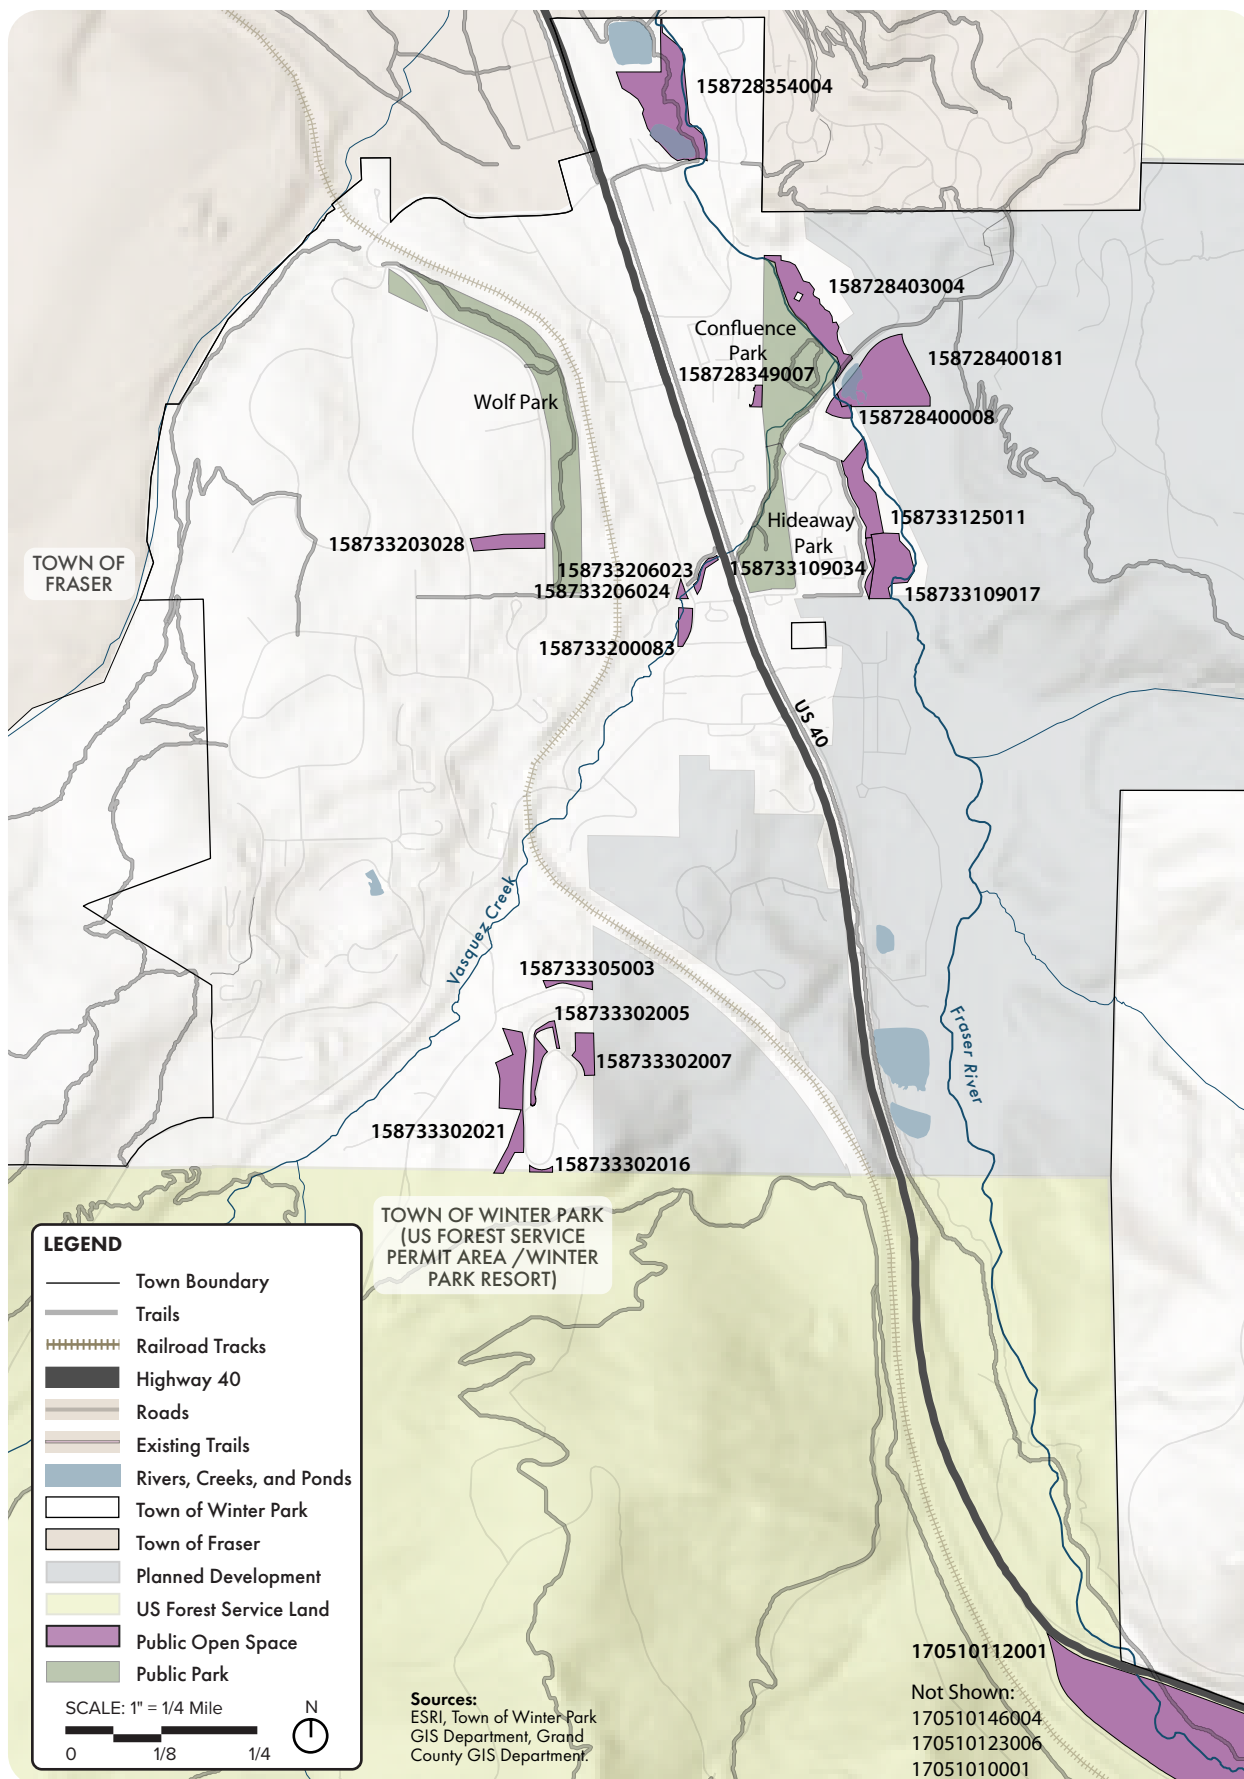 158728354004
158728403004
Confluence
Park
158728400181
158728349007
Wolf Park
158728400008
158733125011
Hideaway
Park
158733203028
TOWN OF
FRASER
158733206023
158733109034
158733206024
158733109017
158733200083
US 40
Vasquez Creek
158733305003
158733302005
Fraser River
158733302007
158733302021
158733302016
TOWN OF WINTER PARK
(US FOREST SERVICE
PERMIT AREA / WINTER
PARK RESORT)
LEGEND
Town Boundary
Trails
Railroad Tracks
Highway 40
Roads
Existing Trails
Rivers, Creeks, and Ponds
Town of Winter Park
Town of Fraser
Planned Development
US Forest Service Land
Public Open Space
Public Park
SCALE: 1" = 1/4 Mile
N
0 1/8 1/4
Sources:
ESRI, Town of Winter Park
GIS Department, Grand
County GIS Department.
170510112001
Not Shown:
170510146004
170510123006
17051010001